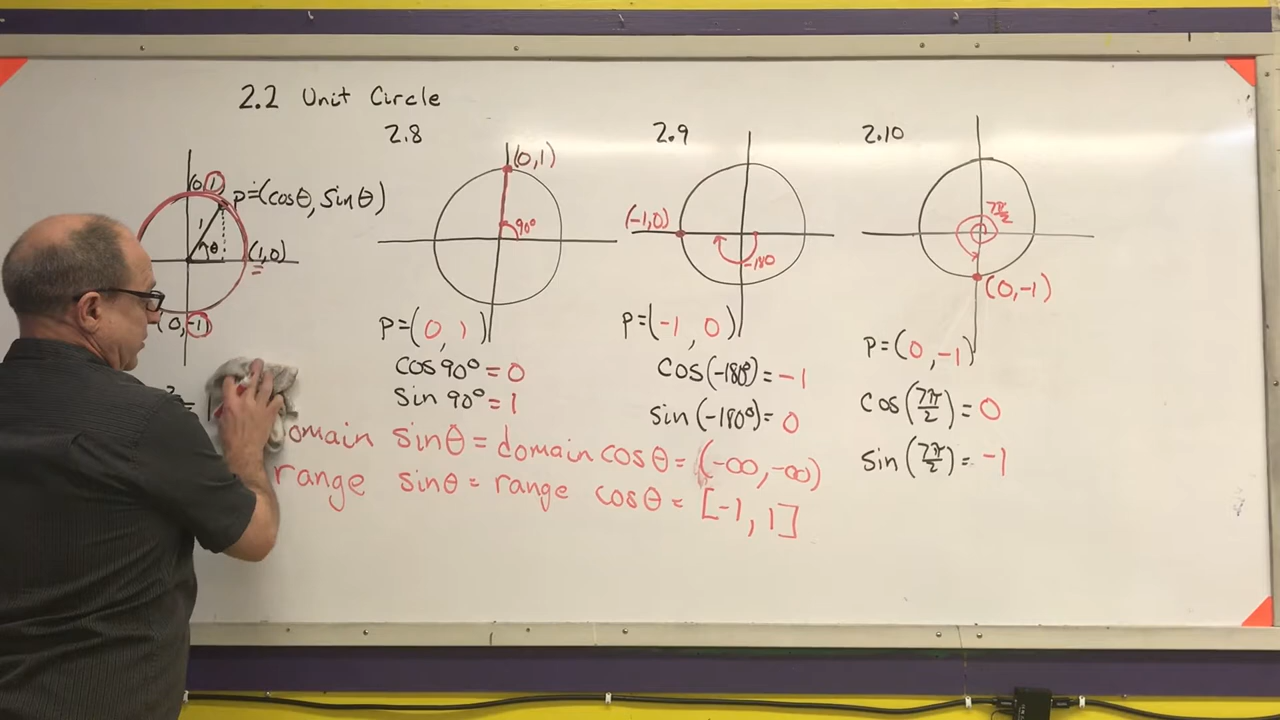 2.2 Unit Circle
(0,1)
P=(cosθ, sinθ)
1
θ
(1,0)
(0,-1)
2.8
(0,1)
90°
P=(0, 1)
cos 90° = 0
sin 90° = 1
2.9
(-1,0)
-180
P=(-1, 0)
cos(-180°) = -1
sin(-180°) = 0
2.10
7π/2
(0,-1)
P=(0,-1)
cos(7π/2) = 0
sin(7π/2) = -1
omain sinθ = domain cosθ = (-∞,-∞)
range sinθ = range cosθ = [-1, 1]